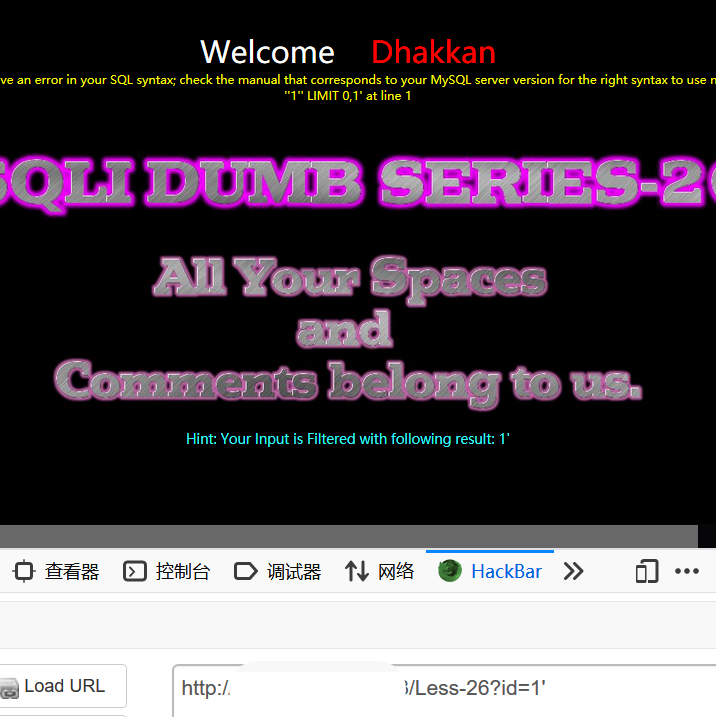 Welcome Dhakkan
ve an error in your SQL syntax; check the manual that corresponds to your MySQL server version for the right syntax to use n
''1'' LIMIT 0,1' at line 1
SQLI DUMB SERIES-2
All Your Spaces
and
Comments belong to us.
Hint: Your Input is Filtered with following result: 1'
查看器 控制台 调试器 网络 HackBar
Load URL http:/ /Less-26?id=1'